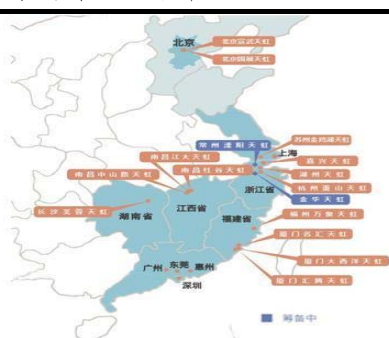 北京
北京宣武天虹
北京国展天虹
苏州金鸡湖天虹
常州溧阳天虹
上海
南昌江大天虹
嘉兴天虹
湖州天虹
南昌中山路天虹
南昌红谷天虹
浙江省
杭州萧山天虹
金华天虹
长沙芙蓉天虹
湖南省
江西省
福建省
福州万象天虹
厦门名汇天虹
厦门大西洋天虹
广州
东莞
惠州
深圳
厦门汇腾天虹
筹备中